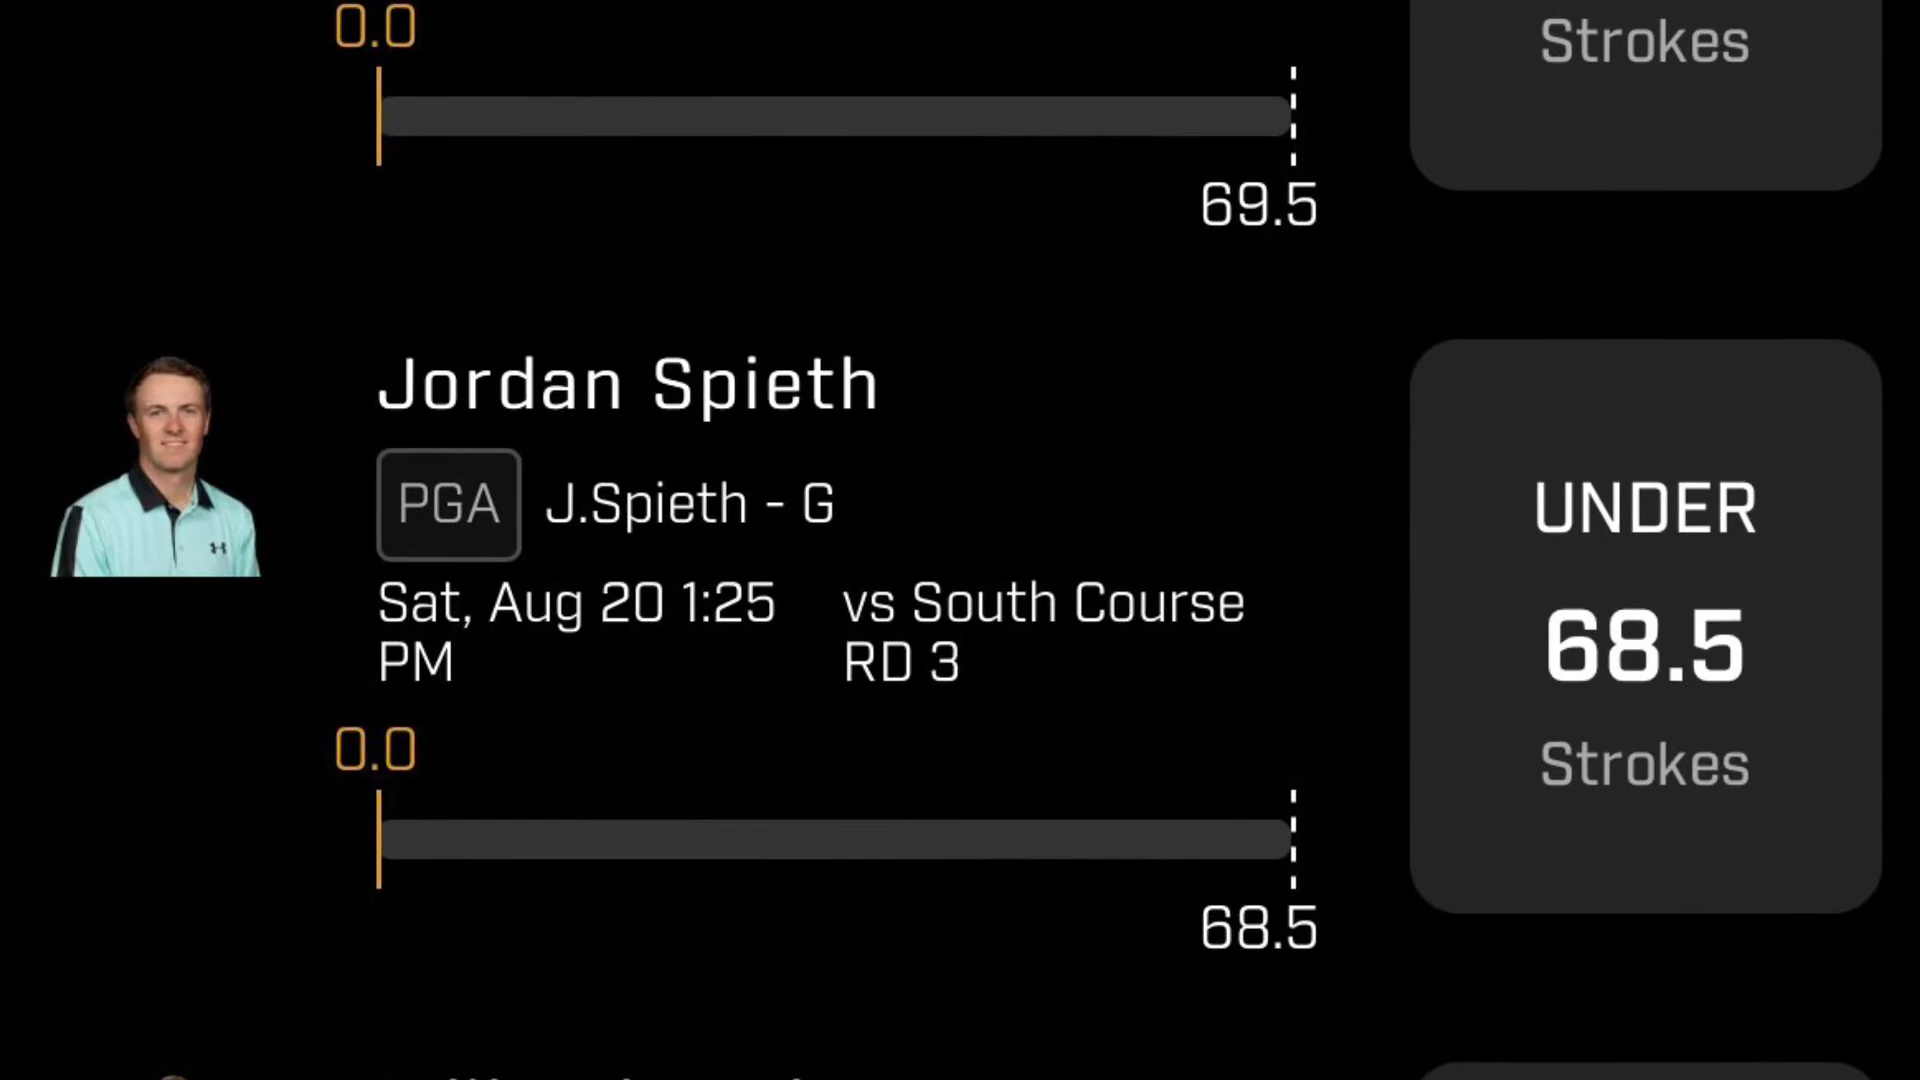 0.0
Strokes
69.5
Jordan Spieth
PGA J.Spieth - G
Sat, Aug 20 1:25
PM
vs South Course
RD 3
UNDER
68.5
Strokes
0.0
68.5